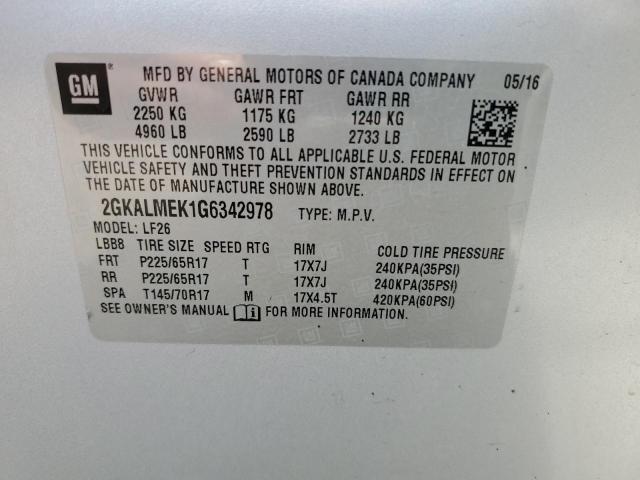 GM ® MFD BY GENERAL MOTORS OF CANADA COMPANY 05/16
GVWR GAWR FRT GAWR RR
2250 KG 1175 KG 1240 KG
4960 LB 2590 LB 2733 LB
THIS VEHICLE CONFORMS TO ALL APPLICABLE U.S. FEDERAL MOTOR
VEHICLE SAFETY AND THEFT PREVENTION STANDARDS IN EFFECT ON
THE DATE OF MANUFACTURE SHOWN ABOVE.
2GKALMEK1G6342978 TYPE: M.P.V.
MODEL: LF26
LBB8 TIRE SIZE SPEED RTG RIM COLD TIRE PRESSURE
FRT P225/65R17 T 17X7J 240KPA(35PSI)
RR P225/65R17 T 17X7J 240KPA(35PSI)
SPA T145/70R17 M 17X4.5T 420KPA(60PSI)
SEE OWNER'S MANUAL FOR MORE INFORMATION.